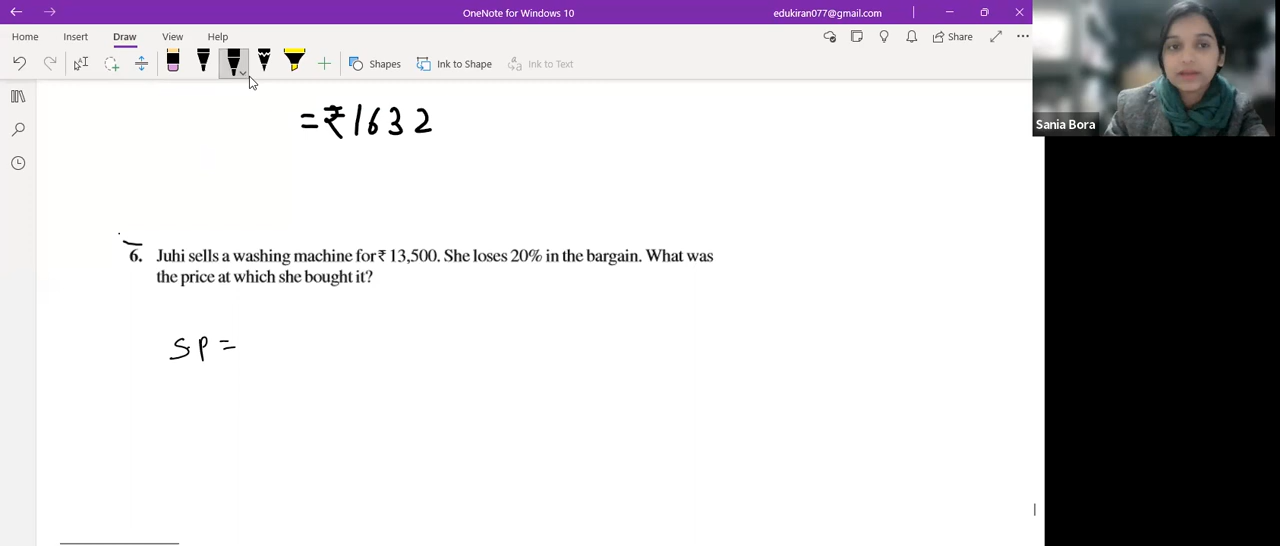 OneNote for Windows 10
edukiran077@gmail.com
Home Insert Draw View Help
Share
Shapes Ink to Shape Ink to Text
Sania Bora
= ₹ 1632
6. Juhi sells a washing machine for ₹ 13,500. She loses 20% in the bargain. What was
the price at which she bought it?
SP =